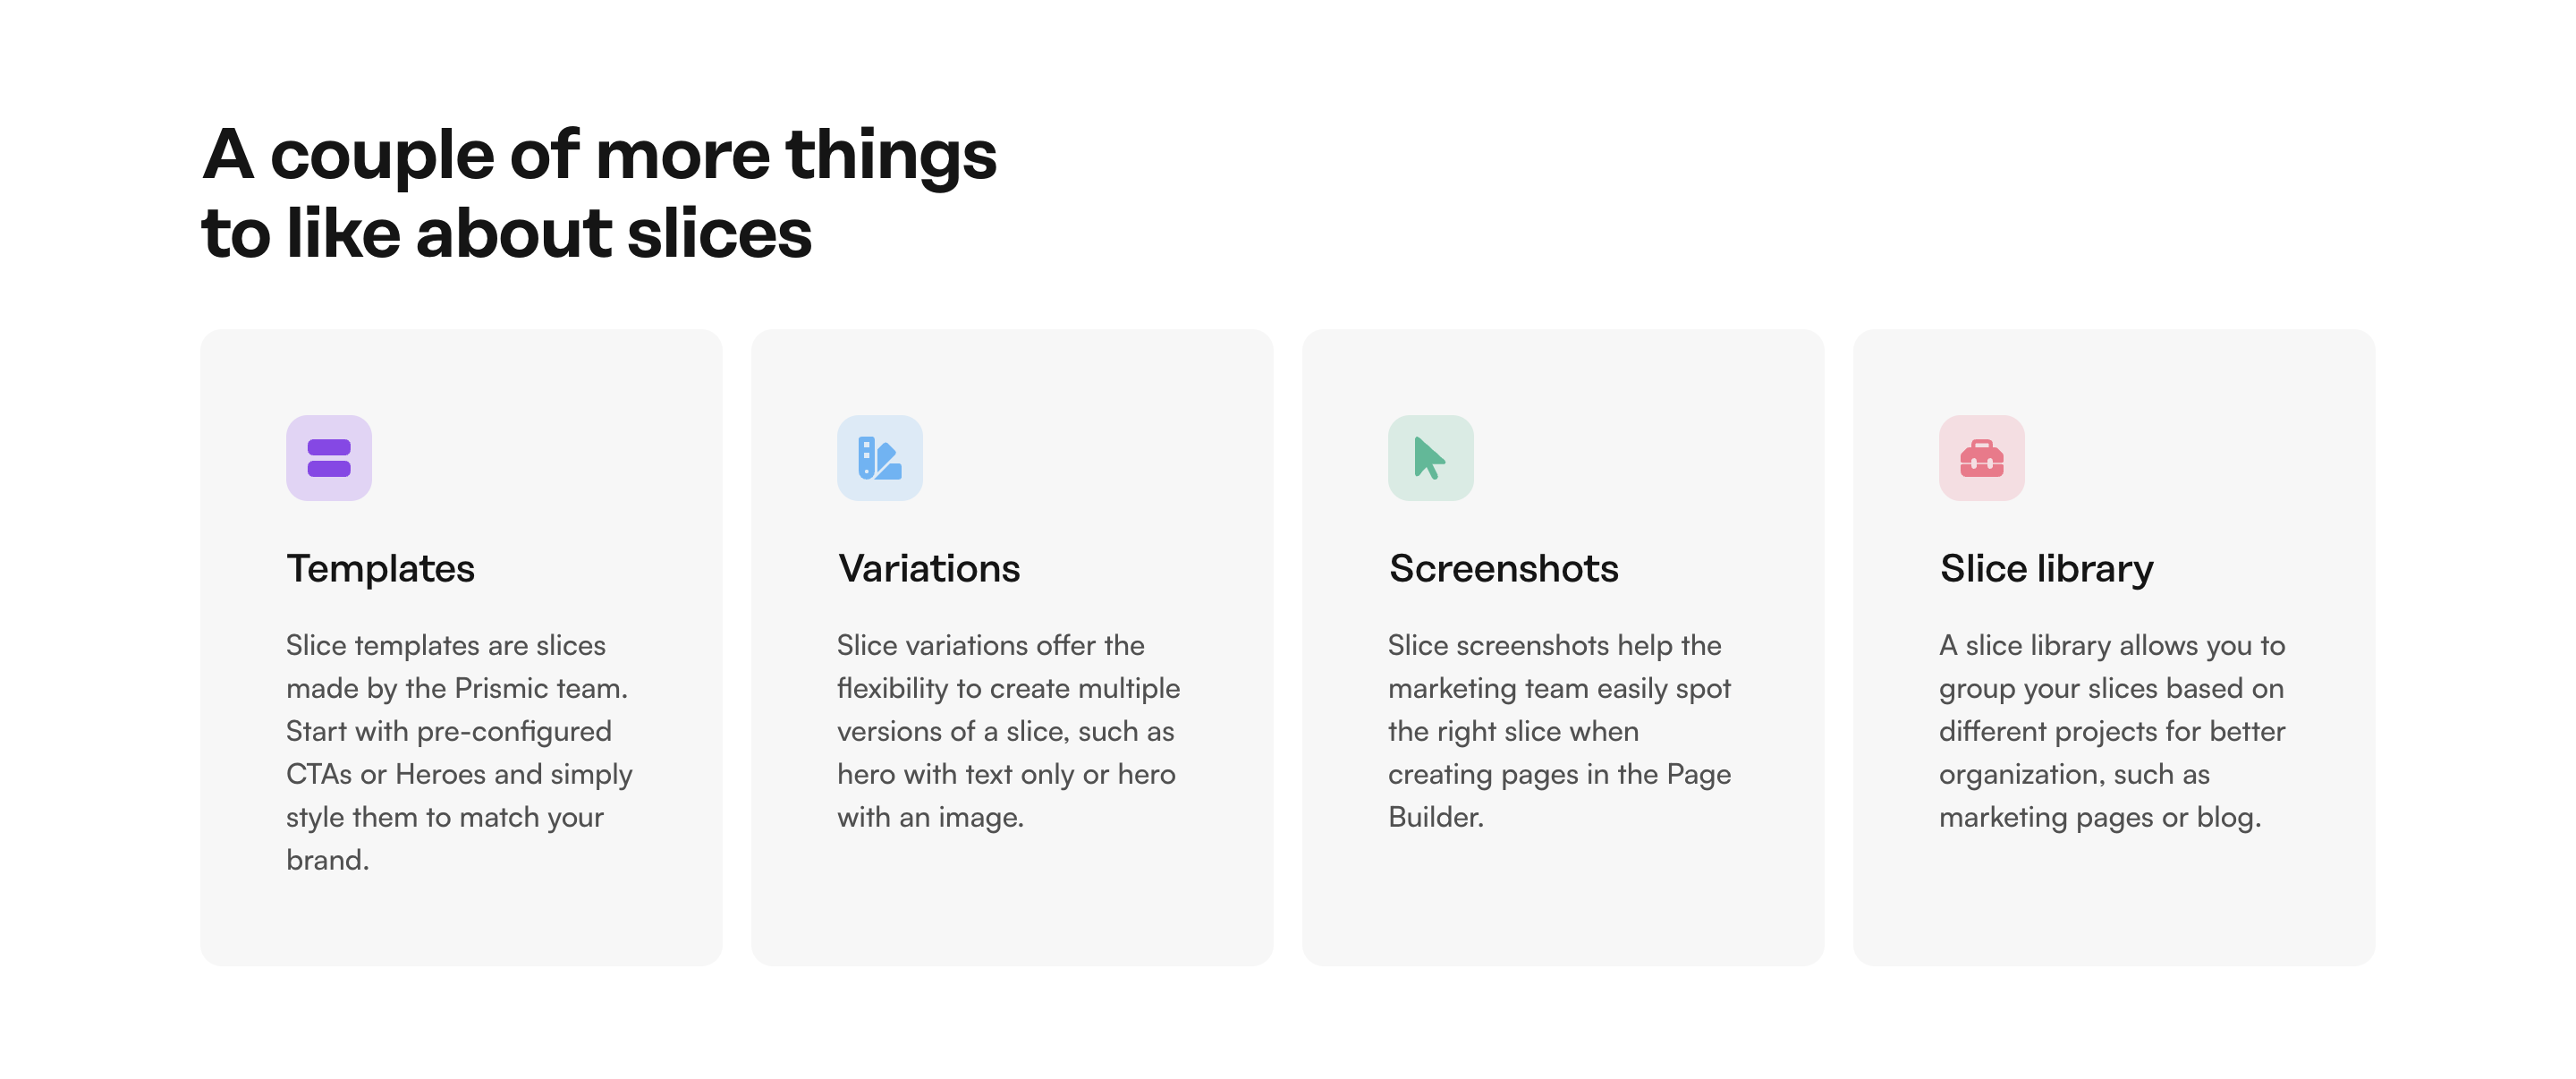 A couple of more things
to like about slices
Templates
Slice templates are slices
made by the Prismic team.
Start with pre-configured
CTAs or Heroes and simply
style them to match your
brand.
Variations
Slice variations offer the
flexibility to create multiple
versions of a slice, such as
hero with text only or hero
with an image.
Screenshots
Slice screenshots help the
marketing team easily spot
the right slice when
creating pages in the Page
Builder.
Slice library
A slice library allows you to
group your slices based on
different projects for better
organization, such as
marketing pages or blog.